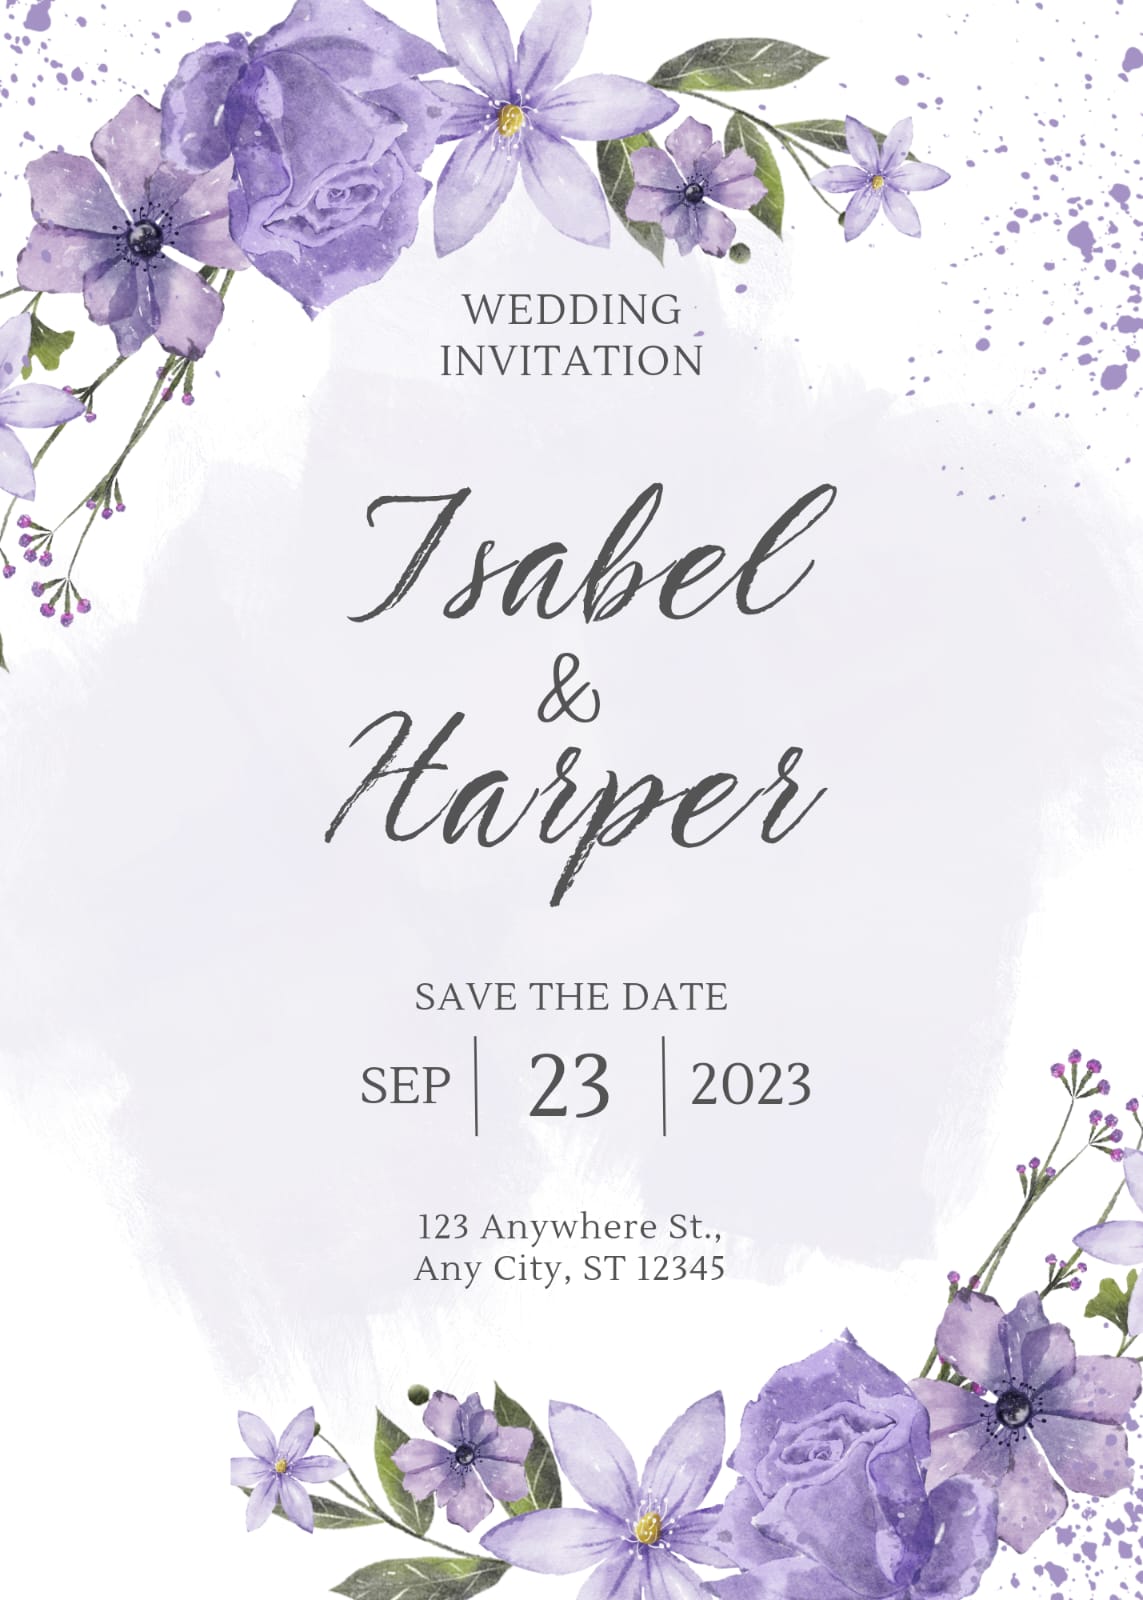 WEDDING
INVITATION
Isabel
&
Harper
SAVE THE DATE
SEP 23 2023
123 Anywhere St.,
Any City, ST 12345